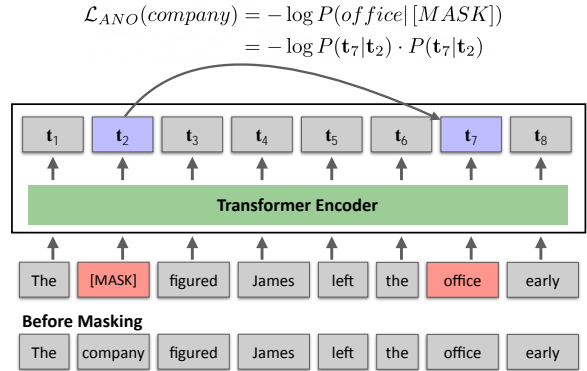 ℒ_ANO(company) = − log P(office| [MASK])
= − log P(t₇|t₂) · P(t₇|t₂)
t₁ t₂ t₃ t₄ t₅ t₆ t₇ t₈
Transformer Encoder
The [MASK] figured James left the office early
Before Masking
The company figured James left the office early